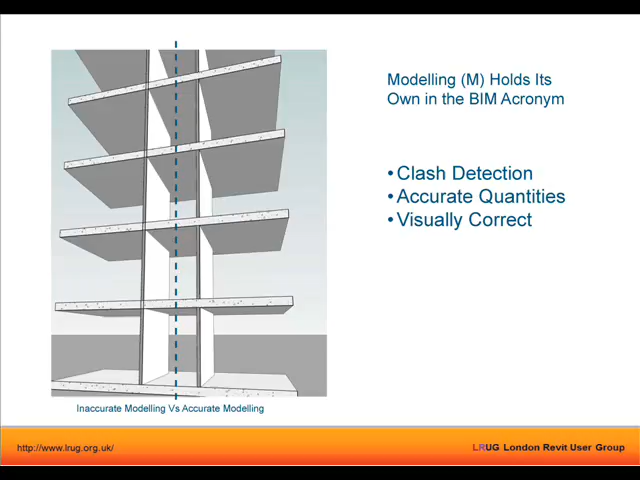 Modelling (M) Holds Its
Own in the BIM Acronym
•Clash Detection
•Accurate Quantities
•Visually Correct
Inaccurate Modelling Vs Accurate Modelling
http://www.lrug.org.uk/
LRUG London Revit User Group